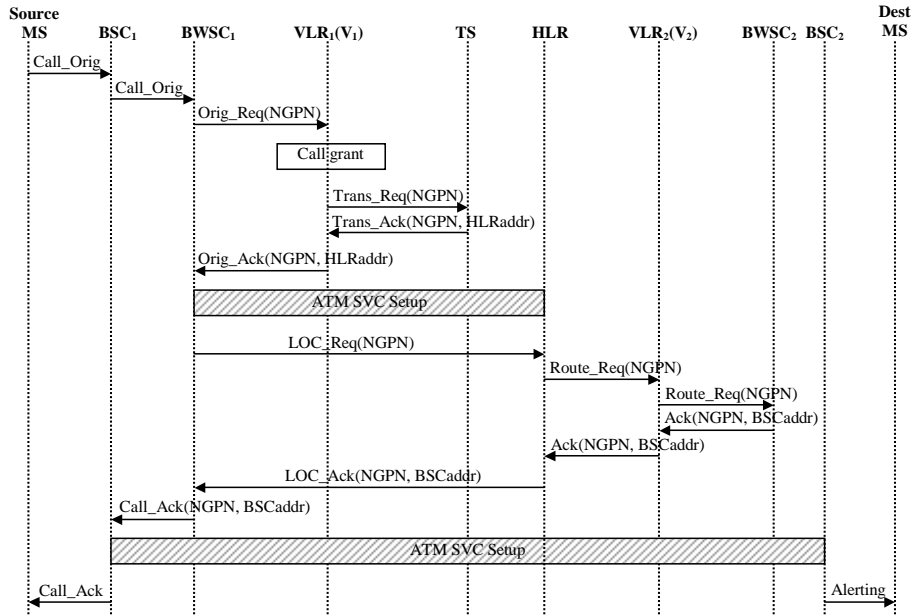 Source Dest
MS BSC₁ BWSC₁ VLR₁(V₁) TS HLR VLR₂(V₂) BWSC₂ BSC₂ MS
Call_Orig
Call_Orig
Orig_Req(NGPN)
Call grant
Trans_Req(NGPN)
Trans_Ack(NGPN, HLRaddr)
Orig_Ack(NGPN, HLRaddr)
ATM SVC Setup
LOC_Req(NGPN)
Route_Req(NGPN)
Route_Req(NGPN)
Ack(NGPN, BSCaddr)
Ack(NGPN, BSCaddr)
LOC_Ack(NGPN, BSCaddr)
Call_Ack(NGPN, BSCaddr)
ATM SVC Setup
Call_Ack Alerting